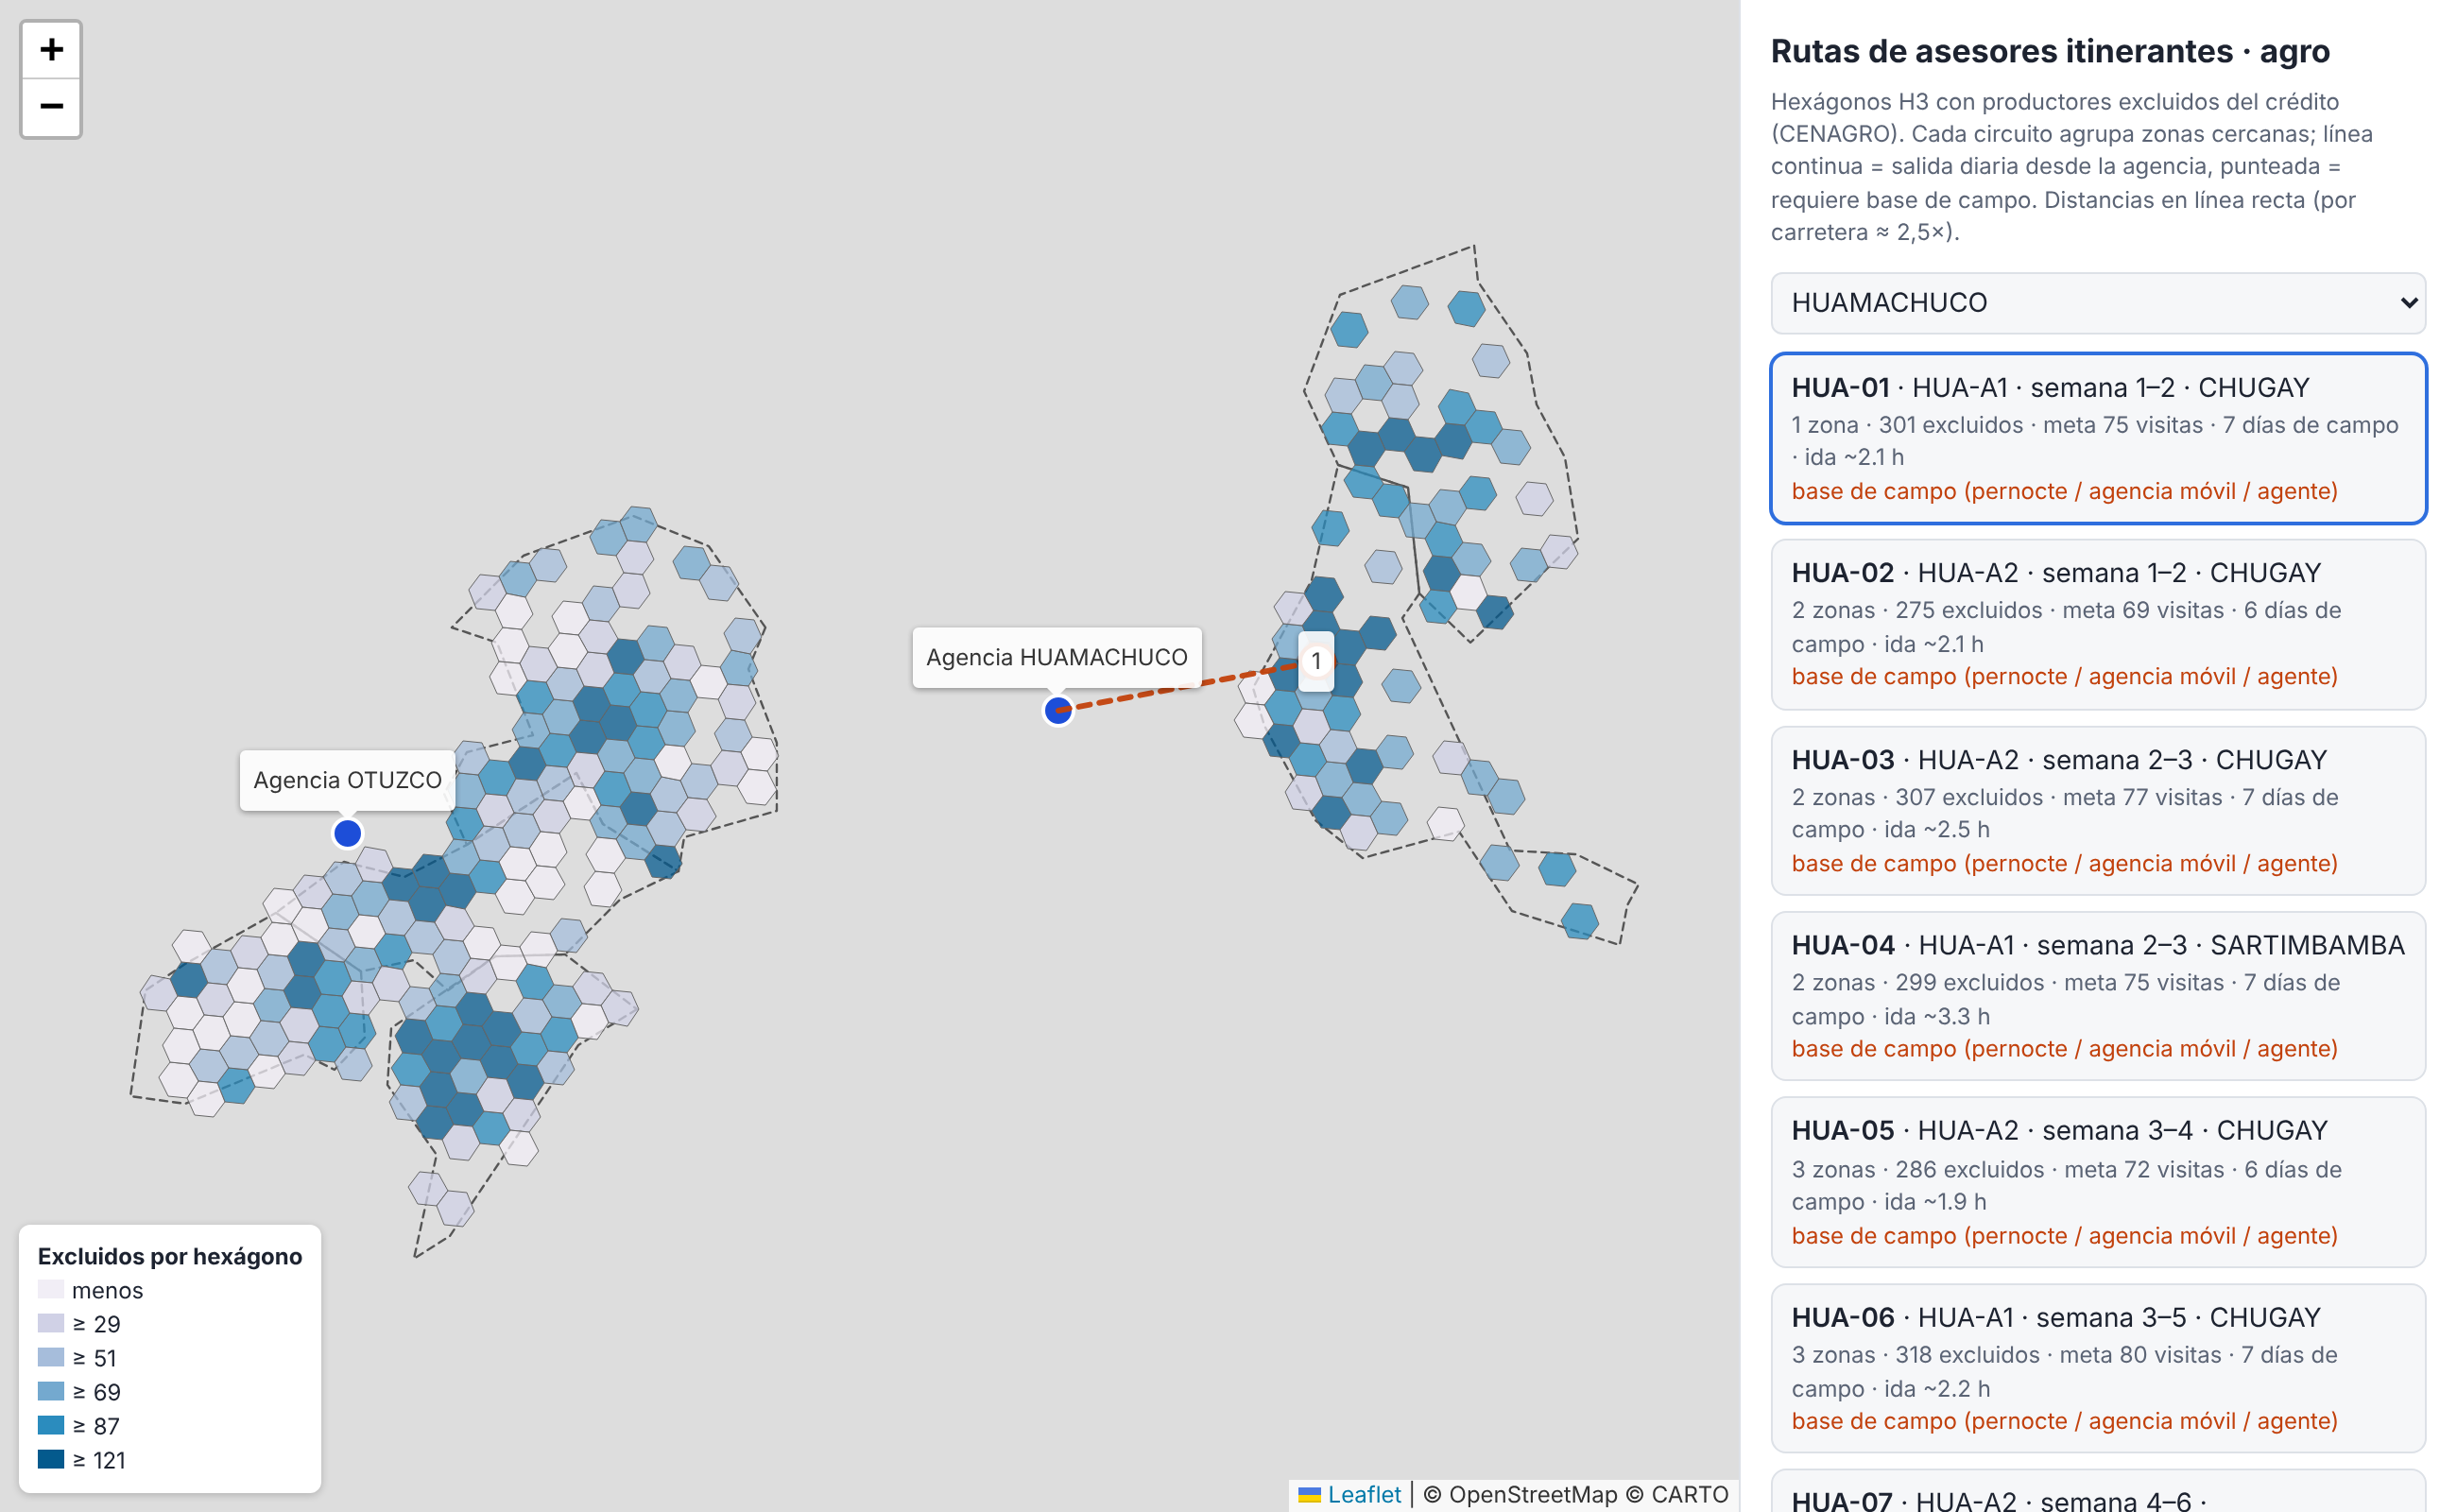 +
−
Agencia HUAMACHUCO
1
Agencia OTUZCO
Excluidos por hexágono
menos
≥ 29
≥ 51
≥ 69
≥ 87
≥ 121
Leaflet | © OpenStreetMap © CARTO
Rutas de asesores itinerantes · agro
Hexágonos H3 con productores excluidos del crédito
(CENAGRO). Cada circuito agrupa zonas cercanas; línea
continua = salida diaria desde la agencia, punteada =
requiere base de campo. Distancias en línea recta (por
carretera ≈ 2,5×).
HUAMACHUCO
HUA-01 · HUA-A1 · semana 1–2 · CHUGAY
1 zona · 301 excluidos · meta 75 visitas · 7 días de campo
· ida ~2.1 h
base de campo (pernocte / agencia móvil / agente)
HUA-02 · HUA-A2 · semana 1–2 · CHUGAY
2 zonas · 275 excluidos · meta 69 visitas · 6 días de
campo · ida ~2.1 h
base de campo (pernocte / agencia móvil / agente)
HUA-03 · HUA-A2 · semana 2–3 · CHUGAY
2 zonas · 307 excluidos · meta 77 visitas · 7 días de
campo · ida ~2.5 h
base de campo (pernocte / agencia móvil / agente)
HUA-04 · HUA-A1 · semana 2–3 · SARTIMBAMBA
2 zonas · 299 excluidos · meta 75 visitas · 7 días de
campo · ida ~3.3 h
base de campo (pernocte / agencia móvil / agente)
HUA-05 · HUA-A2 · semana 3–4 · CHUGAY
3 zonas · 286 excluidos · meta 72 visitas · 6 días de
campo · ida ~1.9 h
base de campo (pernocte / agencia móvil / agente)
HUA-06 · HUA-A1 · semana 3–5 · CHUGAY
3 zonas · 318 excluidos · meta 80 visitas · 7 días de
campo · ida ~2.2 h
base de campo (pernocte / agencia móvil / agente)
HUA-07 · HUA-A2 · semana 4–6 ·